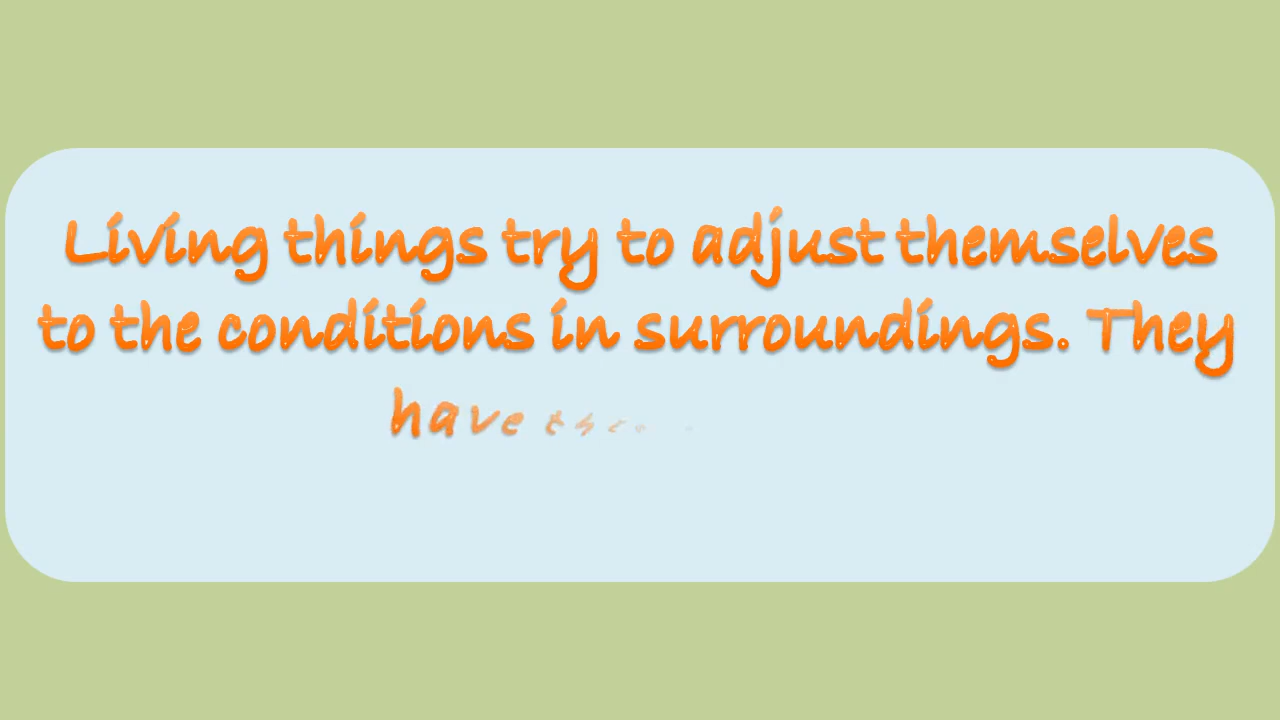 Living things try to adjust themselves
to the conditions in surroundings. They
have